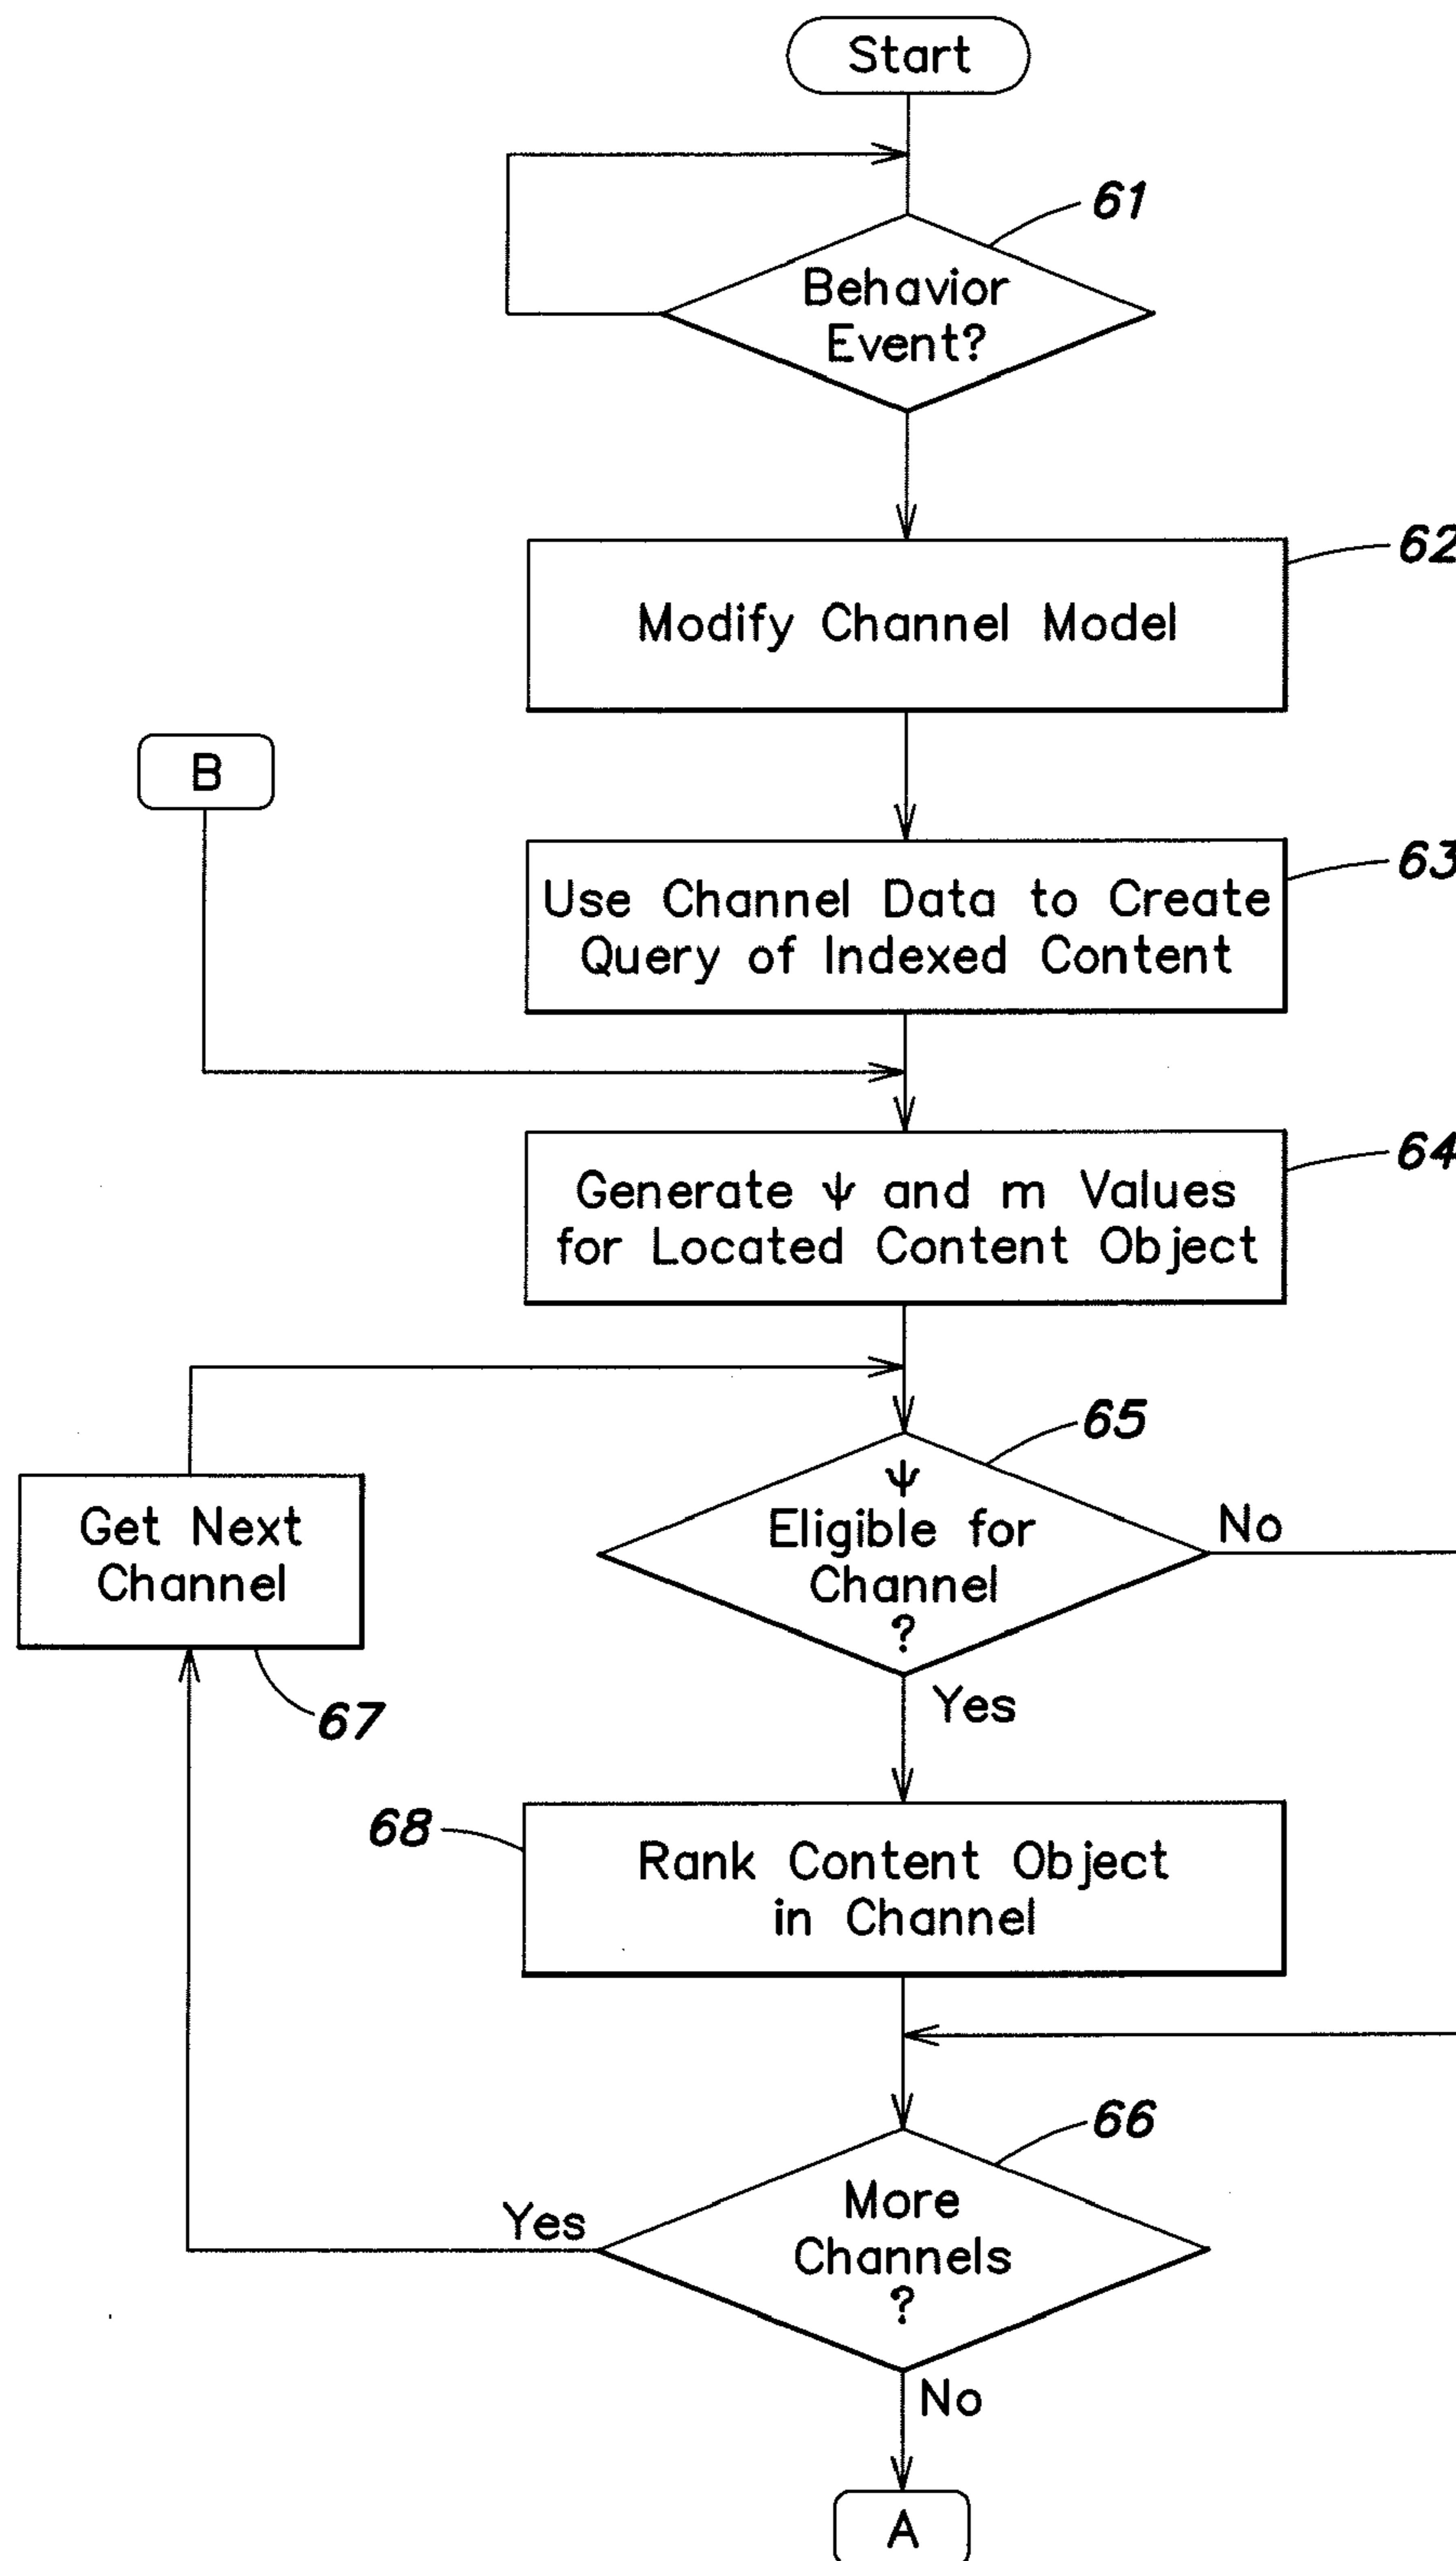 Start
61
Behavior
Event?
62
Modify Channel Model
B
63
Use Channel Data to Create
Query of Indexed Content
64
Generate ψ and m Values
for Located Content Object
65
ψ
Eligible for
Channel
?
No
Get Next
Channel
67
Yes
68
Rank Content Object
in Channel
66
More
Channels
?
Yes
No
A